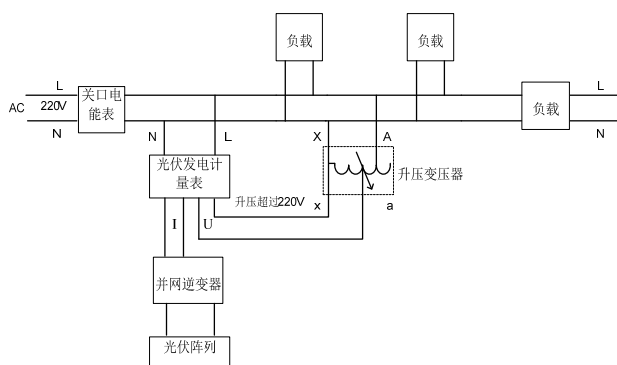 负载
负载
L
关口电
能表
L
AC
220V
负载
N
N
L
X
A
N
光伏发电计
量表
升压变压器
升压超过220V
x
a
I
U
并网逆变器
光伏阵列